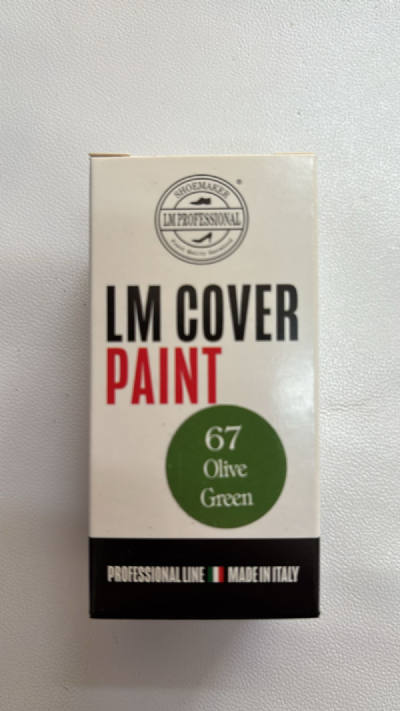 SHOEMAKER
®
LM PROFESSIONAL
LM COVER
PAINT
67
Olive
Green
PROFESSIONAL LINE MADE IN ITALY